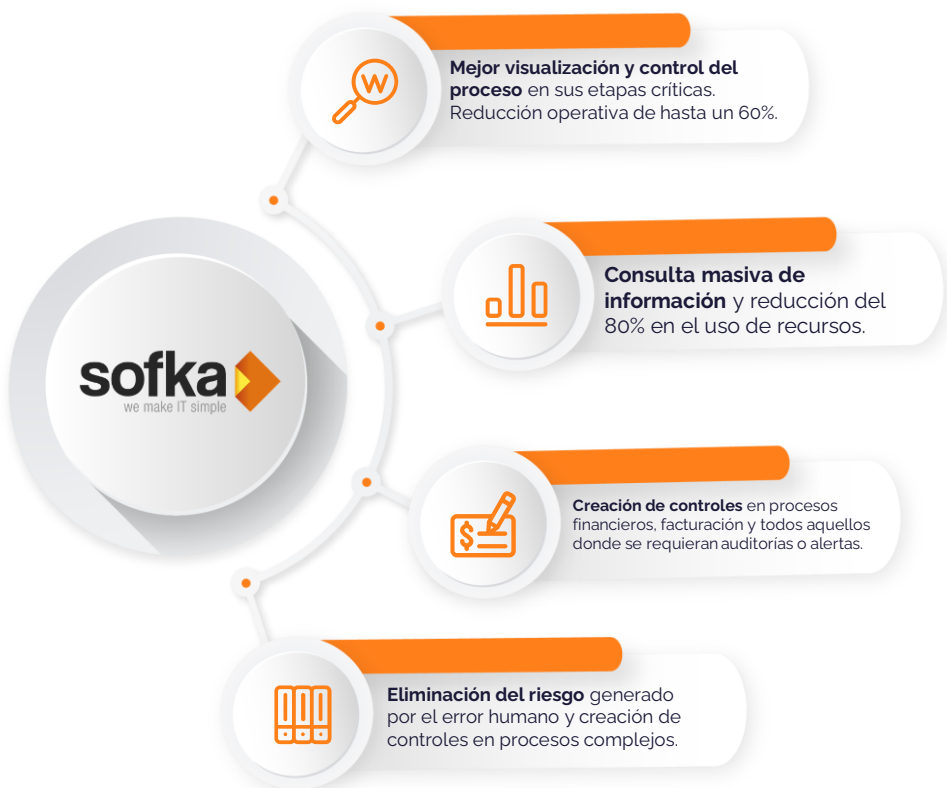 W
Mejor visualización y control del
proceso en sus etapas críticas.
Reducción operativa de hasta un 60%.
Consulta masiva de
información y reducción del
80% en el uso de recursos.
sofka
we make IT simple
$
Creación de controles en procesos
financieros, facturación y todos aquellos
donde se requieran auditorías o alertas.
Eliminación del riesgo generado
por el error humano y creación de
controles en procesos complejos.